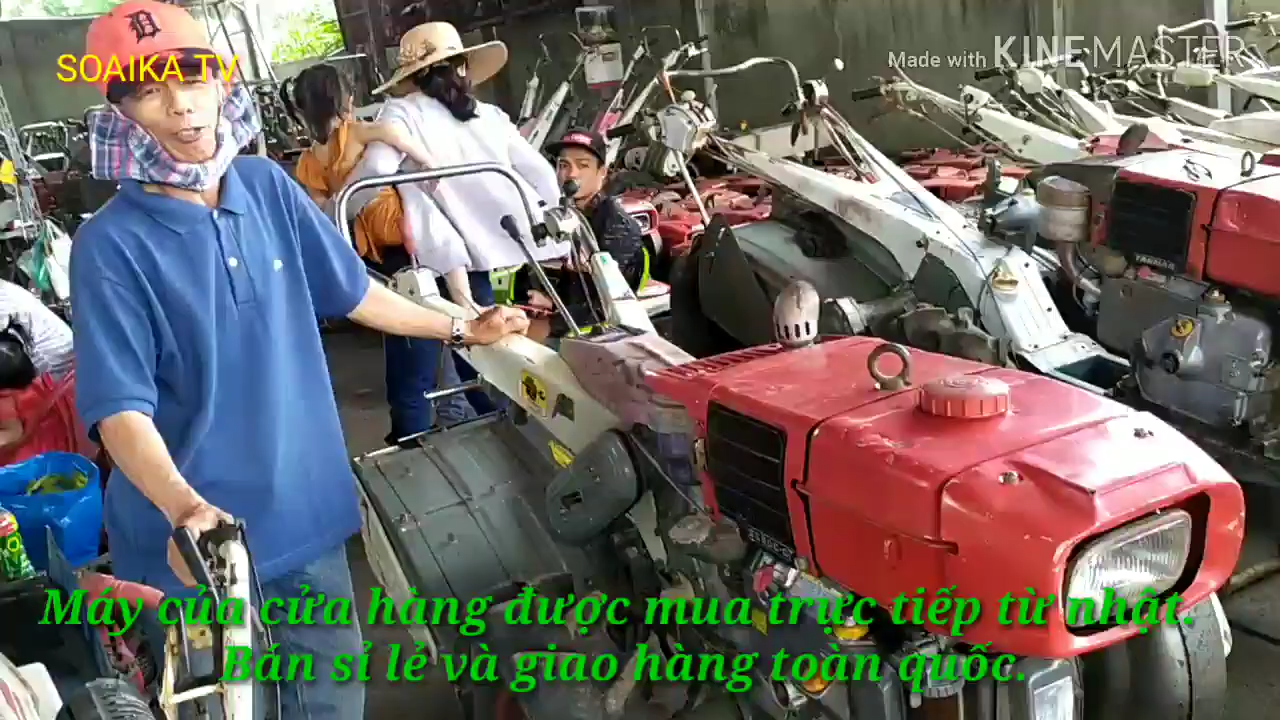 SOAIKA TV
Made with KINEMASTER
D
YANMAR
Máy của cửa hàng được mua trực tiếp từ nhật.
Bán sỉ lẻ và giao hàng toàn quốc.